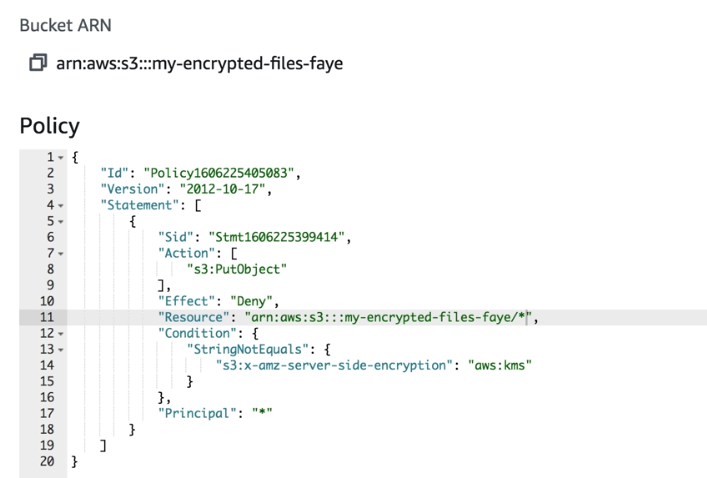 Bucket ARN
arn:aws:s3:::my-encrypted-files-faye
Policy
1 {
2 "Id": "Policy1606225405083",
3 "Version": "2012-10-17",
4 "Statement": [
5 {
6 "Sid": "Stmt1606225399414",
7 "Action": [
8 "s3:PutObject"
9 ],
10 "Effect": "Deny",
11 "Resource": "arn:aws:s3:::my-encrypted-files-faye/*",
12 "Condition": {
13 "StringNotEquals": {
14 "s3:x-amz-server-side-encryption": "aws:kms"
15 }
16 },
17 "Principal": "*"
18 }
19 ]
20 }